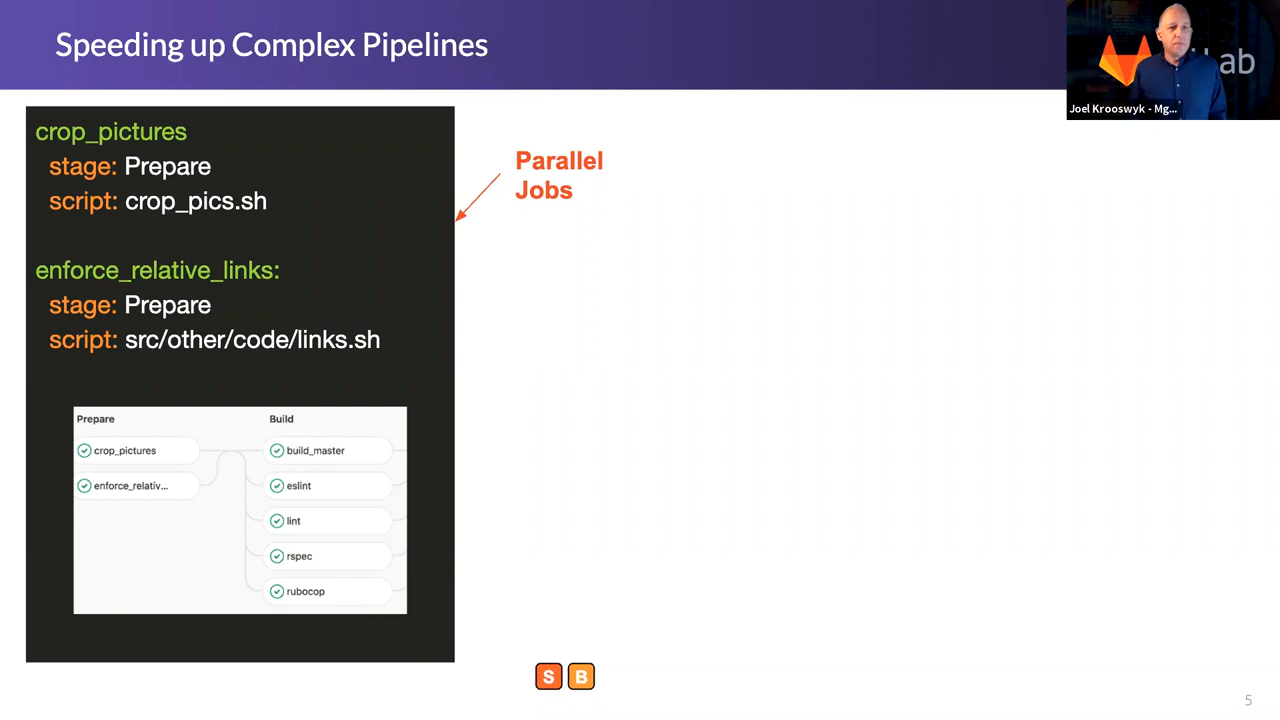 Speeding up Complex Pipelines
ab
Joel Krooswyk - Mg...
crop_pictures
stage: Prepare
script: crop_pics.sh
enforce_relative_links:
stage: Prepare
script: src/other/code/links.sh
Parallel
Jobs
Prepare
Build
crop_pictures
build_master
enforce_relativ...
eslint
lint
rspec
rubocop
S B
5